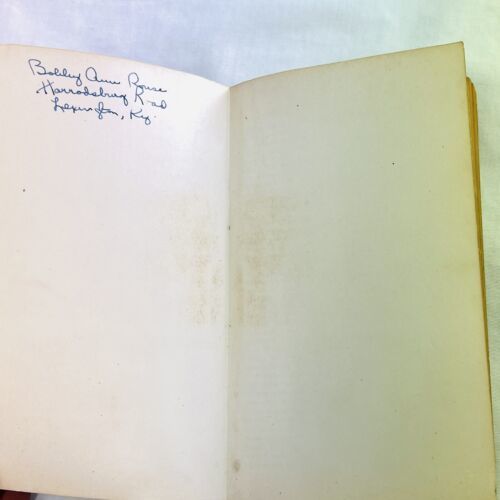 Bobby Ann Rouse
Harrodsburg Road
Lexington, Ky.